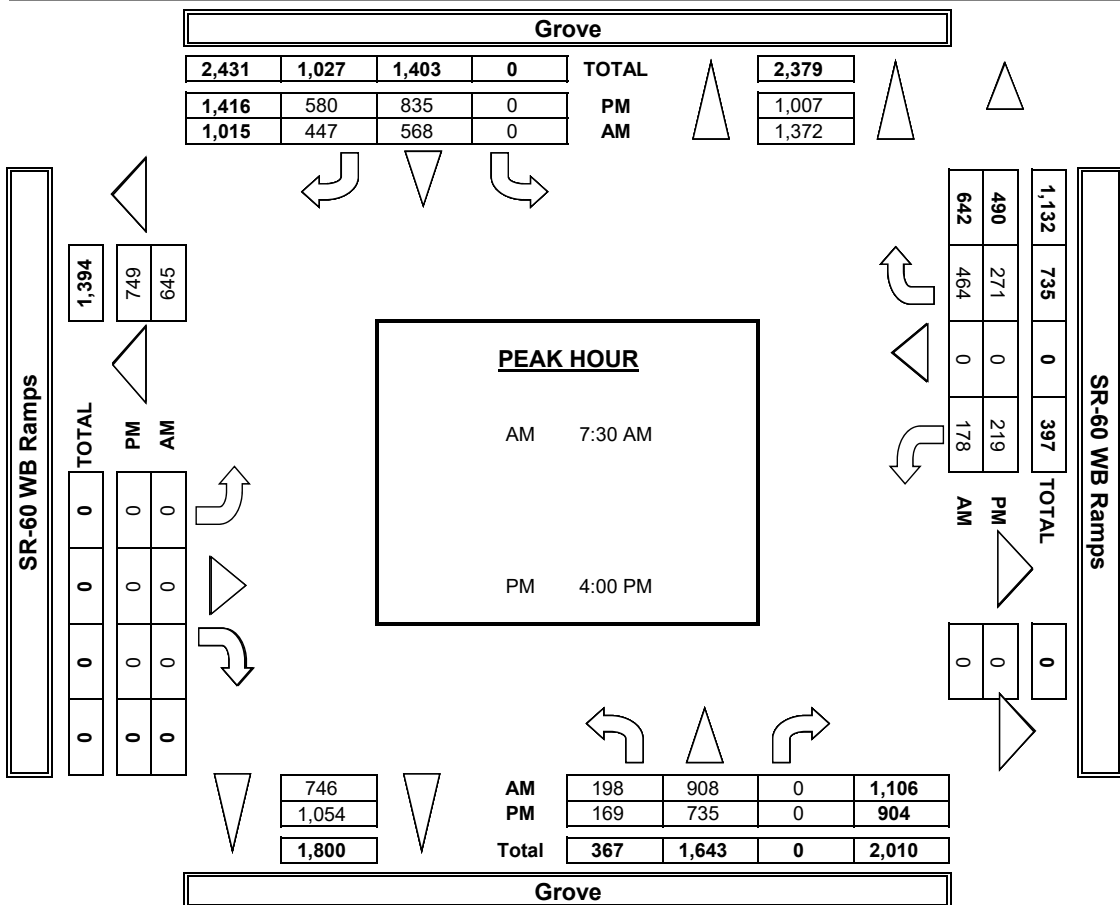 Grove
2,431 1,027 1,403 0 TOTAL 2,379
1,416 580 835 0 PM 1,007
1,015 447 568 0 AM 1,372
SR-60 WB Ramps
1,394
749
645
TOTAL 0 0 0 0
PM 0 0 0 0
AM 0 0 0 0
PEAK HOUR
AM 7:30 AM
PM 4:00 PM
1,132 735 0 397 TOTAL 0
490 271 0 219 PM 0
642 464 0 178 AM 0
SR-60 WB Ramps
746 AM 198 908 0 1,106
1,054 PM 169 735 0 904
1,800 Total 367 1,643 0 2,010
Grove